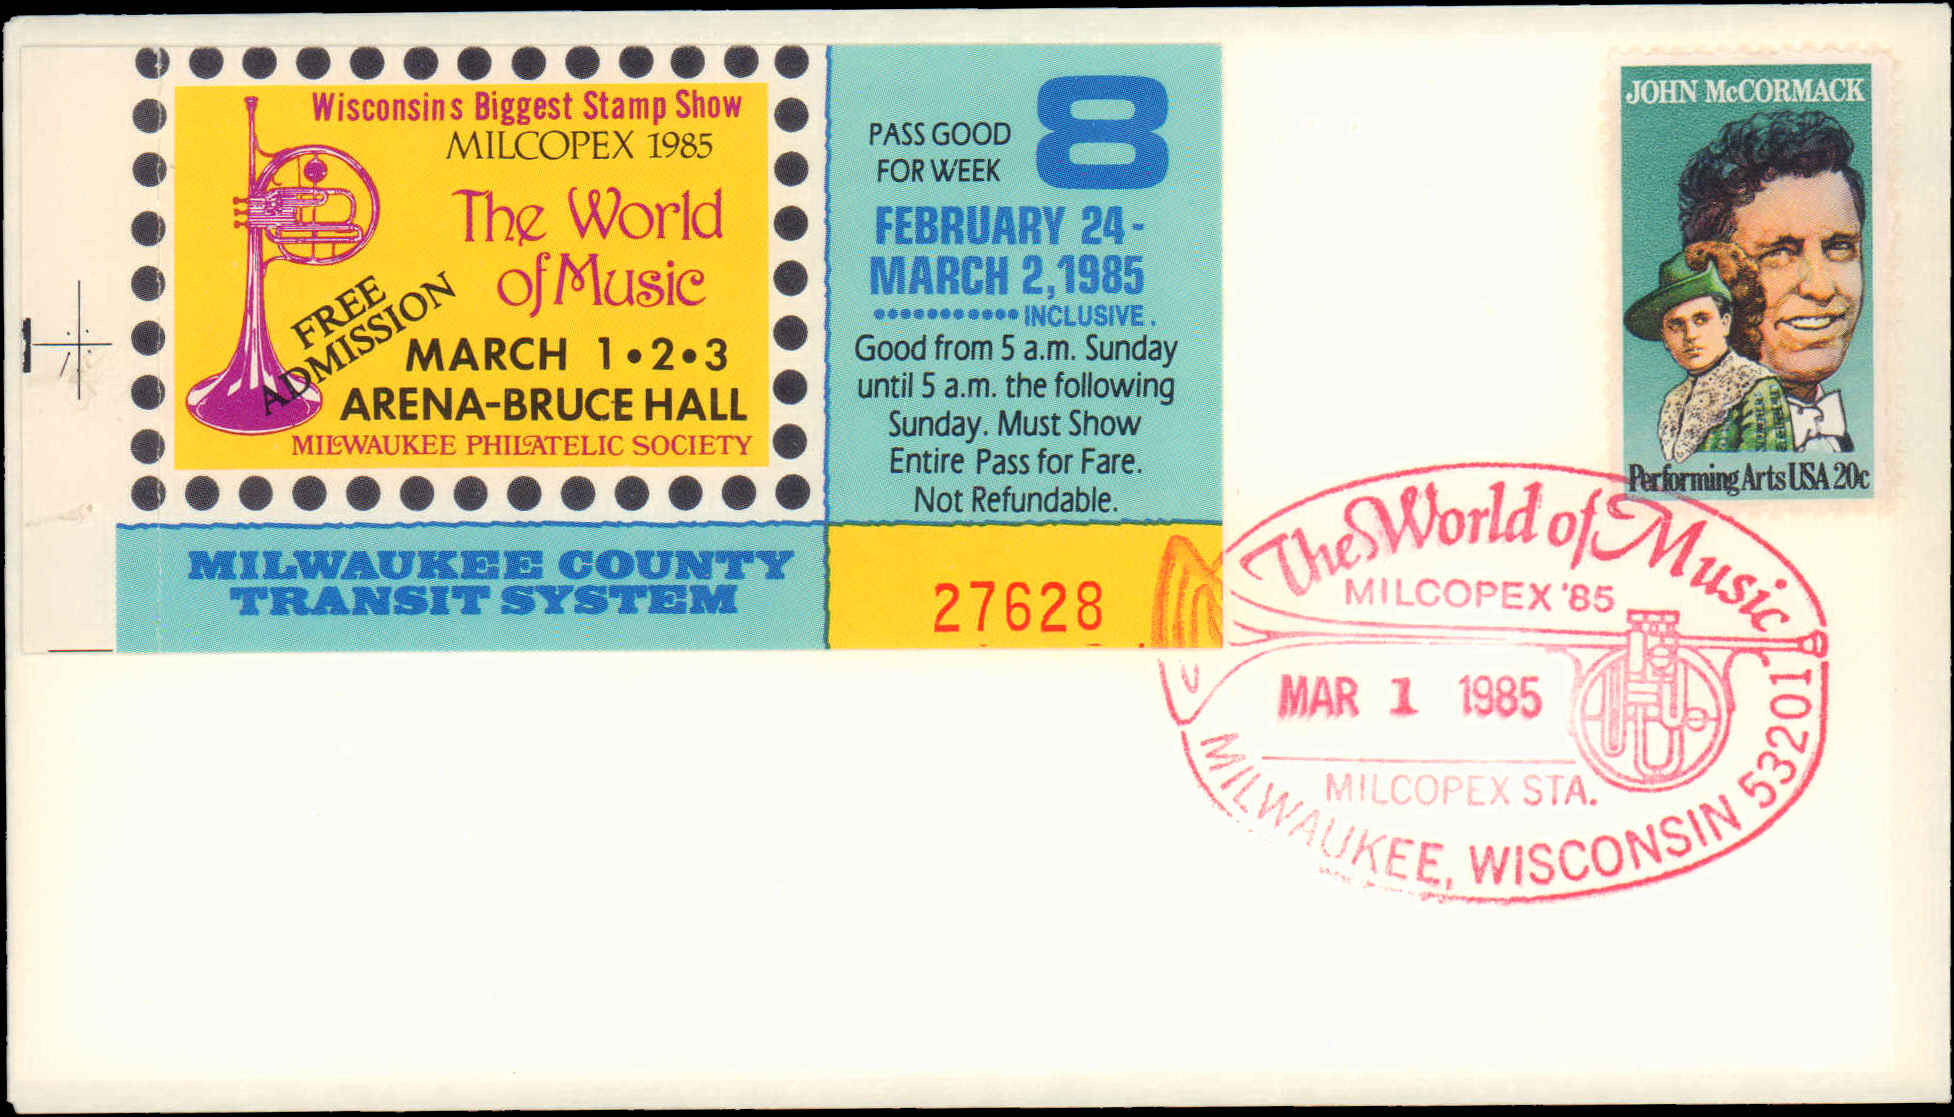 Wisconsins Biggest Stamp Show
MILCOPEX 1985
The World
of Music
FREE
ADMISSION
MARCH 1•2•3
ARENA-BRUCE HALL
MILWAUKEE PHILATELIC SOCIETY
MILWAUKEE COUNTY
TRANSIT SYSTEM
PASS GOOD
FOR WEEK
8
FEBRUARY 24-
MARCH 2, 1985
INCLUSIVE.
Good from 5 a.m. Sunday
until 5 a.m. the following
Sunday. Must Show
Entire Pass for Fare.
Not Refundable.
27628
JOHN McCORMACK
Performing Arts USA 20c
The World of Music
MILCOPEX '85
MAR 1 1985
MILCOPEX STA.
MILWAUKEE, WISCONSIN 53201